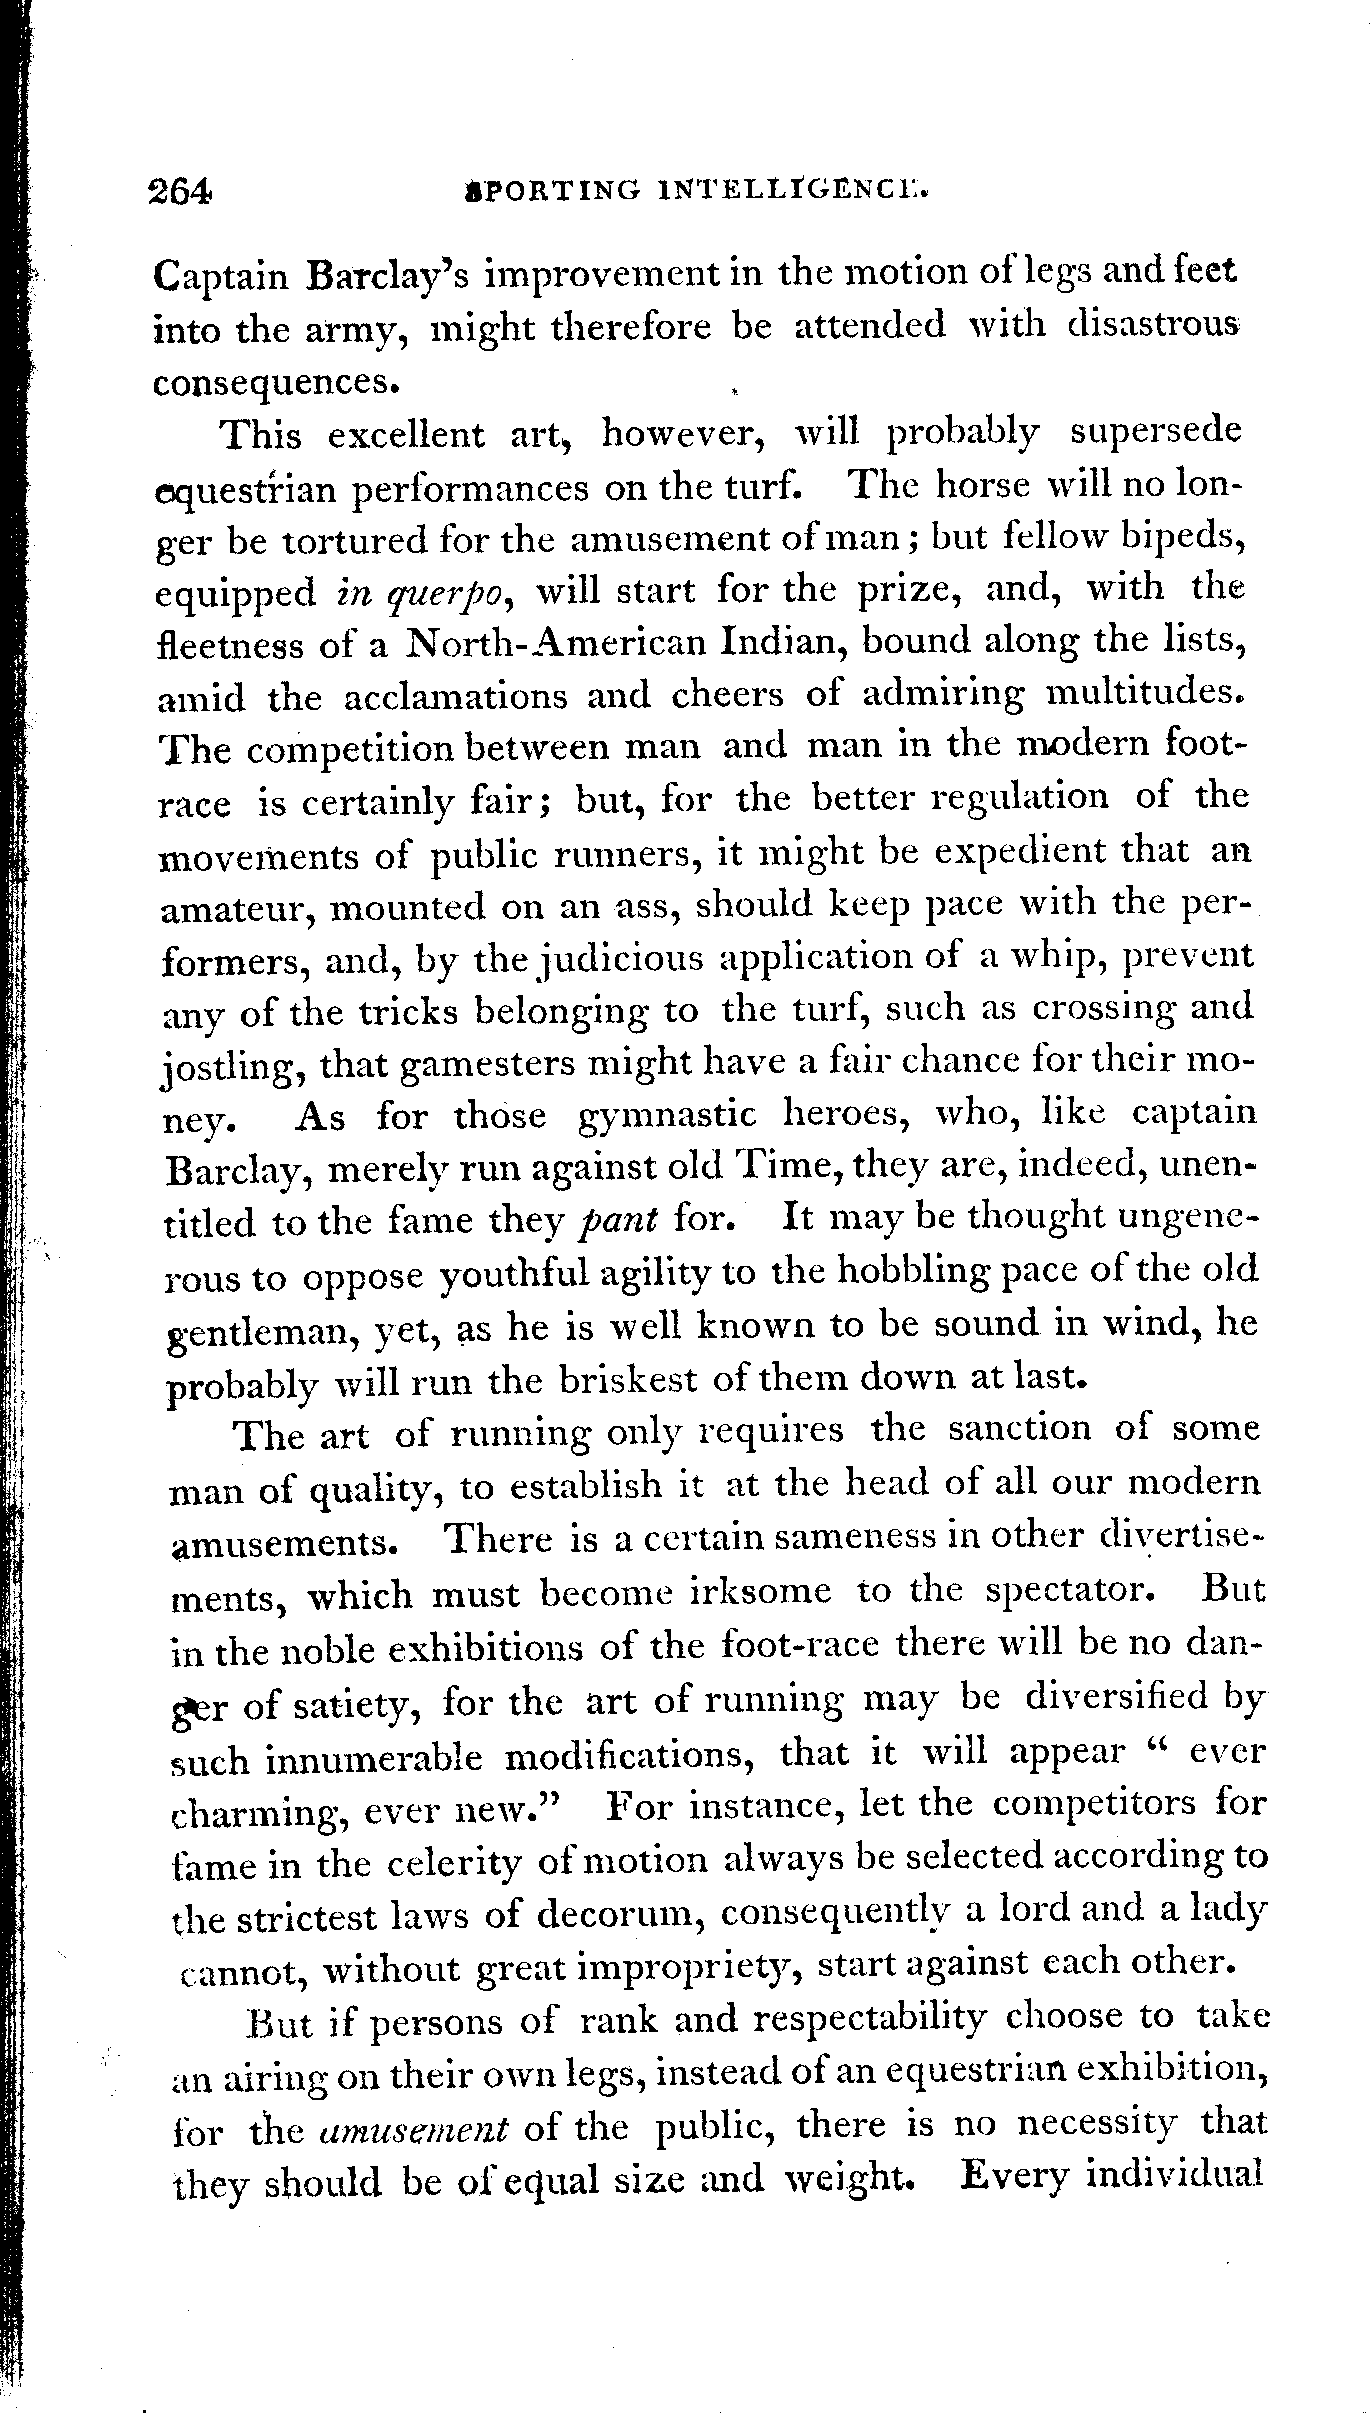 264 SPORTING INTELLIGENCE.
Captain Barclay's improvement in the motion of legs and feet
into the army, might therefore be attended with disastrous
consequences.
This excellent art, however, will probably supersede
equestrian performances on the turf. The horse will no lon-
ger be tortured for the amusement of man; but fellow bipeds,
equipped in querpo, will start for the prize, and, with the
fleetness of a North-American Indian, bound along the lists,
amid the acclamations and cheers of admiring multitudes.
The competition between man and man in the modern foot-
race is certainly fair; but, for the better regulation of the
movements of public runners, it might be expedient that an
amateur, mounted on an ass, should keep pace with the per-
formers, and, by the judicious application of a whip, prevent
any of the tricks belonging to the turf, such as crossing and
jostling, that gamesters might have a fair chance for their mo-
ney. As for those gymnastic heroes, who, like captain
Barclay, merely run against old Time, they are, indeed, unen-
titled to the fame they pant for. It may be thought ungene-
rous to oppose youthful agility to the hobbling pace of the old
gentleman, yet, as he is well known to be sound in wind, he
probably will run the briskest of them down at last.
The art of running only requires the sanction of some
man of quality, to establish it at the head of all our modern
amusements. There is a certain sameness in other divertise-
ments, which must become irksome to the spectator. But
in the noble exhibitions of the foot-race there will be no dan-
ger of satiety, for the art of running may be diversified by
such innumerable modifications, that it will appear " ever
charming, ever new." For instance, let the competitors for
fame in the celerity of motion always be selected according to
the strictest laws of decorum, consequently a lord and a lady
cannot, without great impropriety, start against each other.
But if persons of rank and respectability choose to take
an airing on their own legs, instead of an equestrian exhibition,
for the amusement of the public, there is no necessity that
they should be of equal size and weight. Every individual